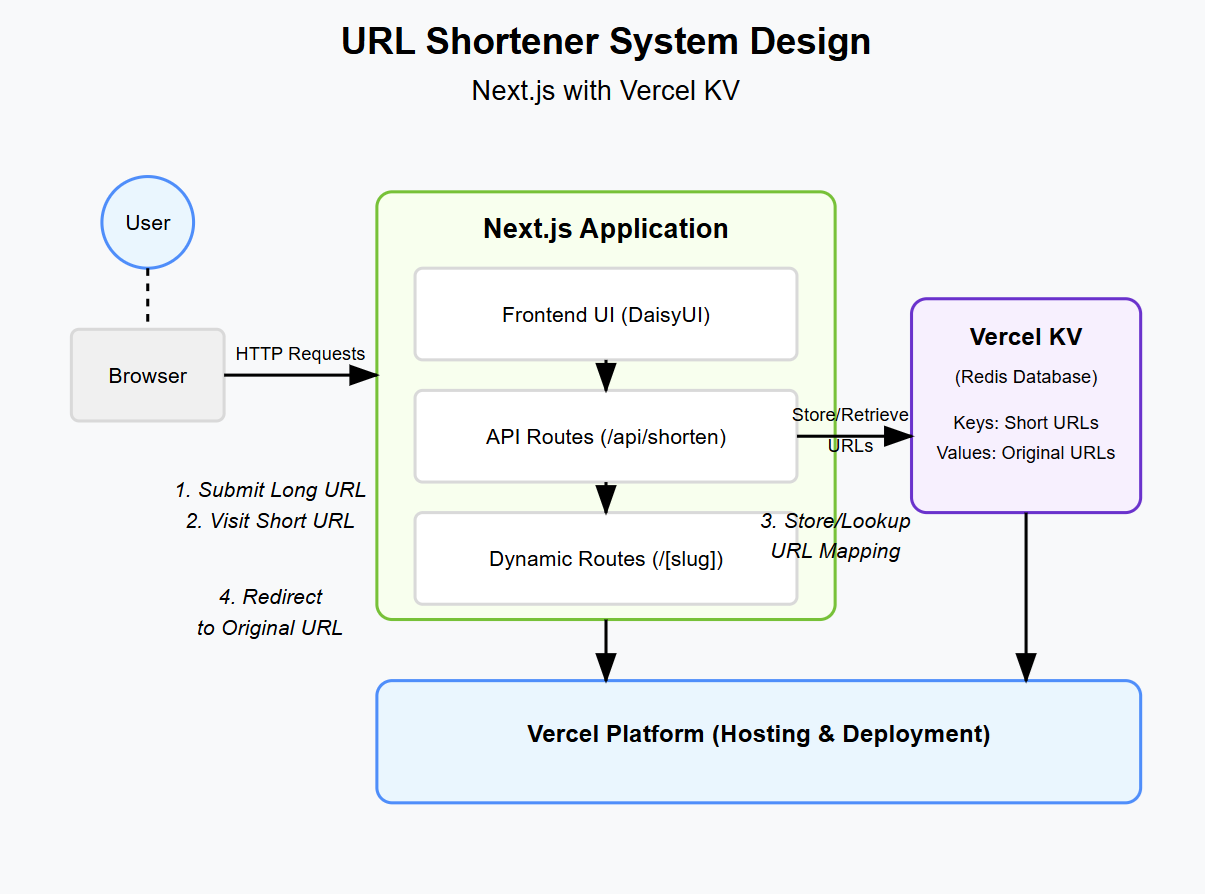 URL Shortener System Design
Next.js with Vercel KV
User
Browser
HTTP Requests
Next.js Application
Frontend UI (DaisyUI)
API Routes (/api/shorten)
Dynamic Routes (/[slug])
Store/Retrieve
URLs
Vercel KV
(Redis Database)
Keys: Short URLs
Values: Original URLs
1. Submit Long URL
2. Visit Short URL
3. Store/Lookup
URL Mapping
4. Redirect
to Original URL
Vercel Platform (Hosting & Deployment)